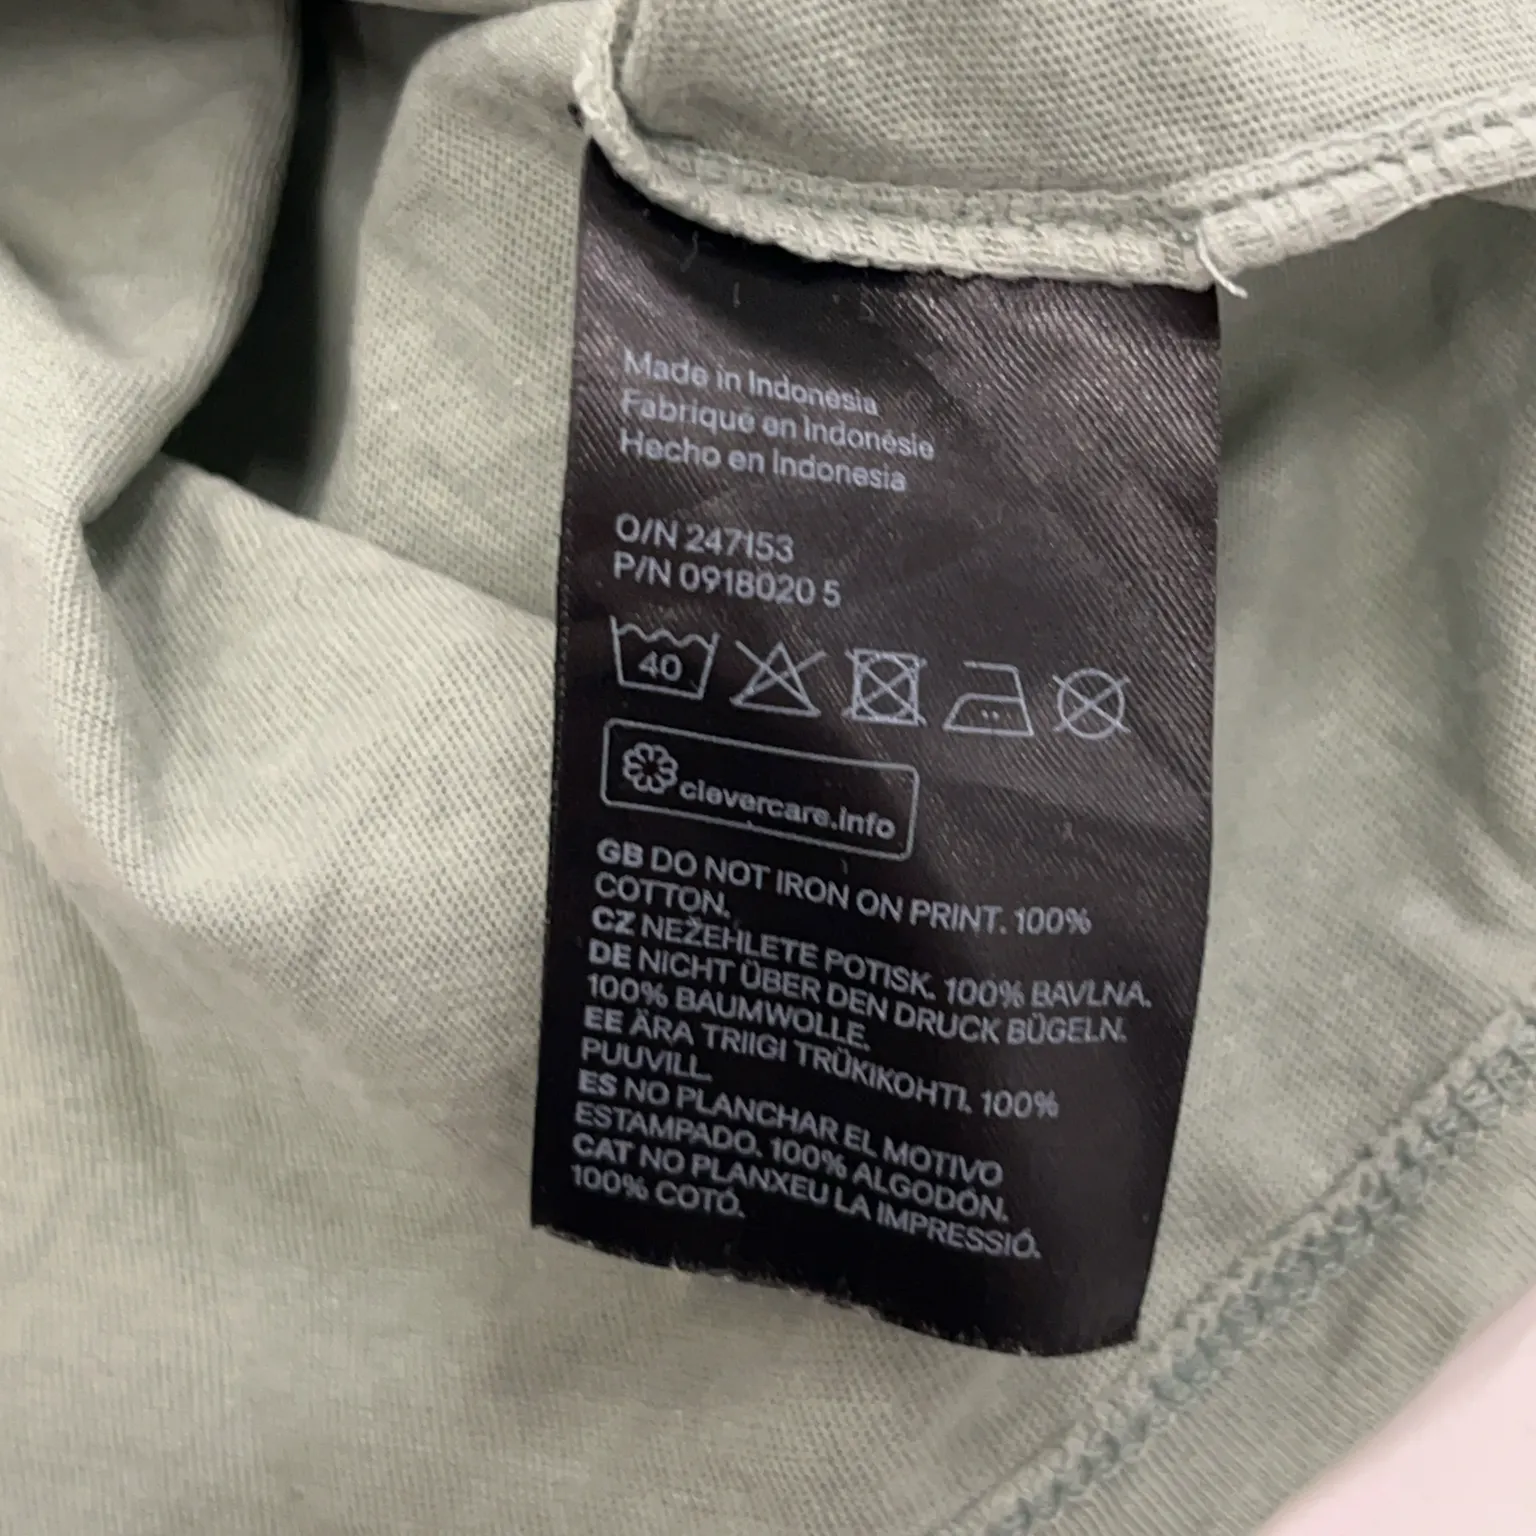 Made in Indonesia
Fabriqué en Indonésie
Hecho en Indonesia
O/N 247153
P/N 0918020 5
40
clevercare.info
GB DO NOT IRON ON PRINT. 100%
COTTON.
CZ NEŽEHLETE POTISK. 100% BAVLNA.
DE NICHT ÜBER DEN DRUCK BÜGELN.
100% BAUMWOLLE.
EE ÄRA TRIIGI TRÜKIKOHTI. 100%
PUUVILL.
ES NO PLANCHAR EL MOTIVO
ESTAMPADO. 100% ALGODÓN.
CAT NO PLANXEU LA IMPRESSIÓ.
100% COTÓ.